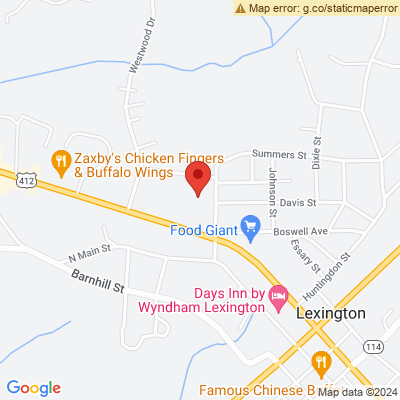 Map error: g.co/staticmaperror
Westwood Dr
Zaxby's Chicken Fingers
& Buffalo Wings
412
Summers St
Dixie St
Johnson St
Davis St
Food Giant
Boswell Ave
Essary St
Huntingdon St
N Main St
Barnhill St
Days Inn by
Wyndham Lexington
Lexington
114
Famous Chinese Buffet
Google
Map data ©2024